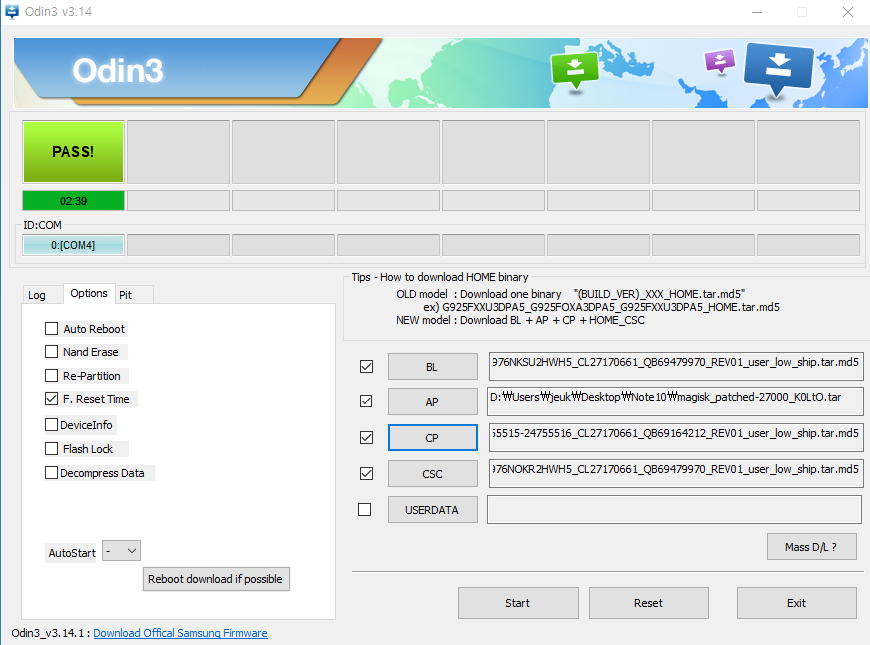 Odin3 v3.14
Odin3
PASS!
02:39
ID:COM
0:[COM4]
Log
Options
Pit
Auto Reboot
Nand Erase
Re-Partition
F. Reset Time
DeviceInfo
Flash Lock
Decompress Data
AutoStart
-
Reboot download if possible
Tips - How to download HOME binary
OLD model : Download one binary "(BUILD_VER)_XXX_HOME.tar.md5"
ex) G925FXXU3DPA5_G925FOXA3DPA5_G925FXXU3DPA5_HOME.tar.md5
NEW model : Download BL + AP + CP + HOME_CSC
BL
976NKSU2HWH5_CL27170661_QB69479970_REV01_user_low_ship.tar.md5
AP
D:₩Users₩jeuk₩Desktop₩Note10₩magisk_patched-27000_K0LtO.tar
CP
55515-24755516_CL27170661_QB69164212_REV01_user_low_ship.tar.md5
CSC
976NOKR2HWH5_CL27170661_QB69479970_REV01_user_low_ship.tar.md5
USERDATA
Mass D/L ?
Start
Reset
Exit
Odin3_v3.14.1 : Download Offical Samsung Firmware